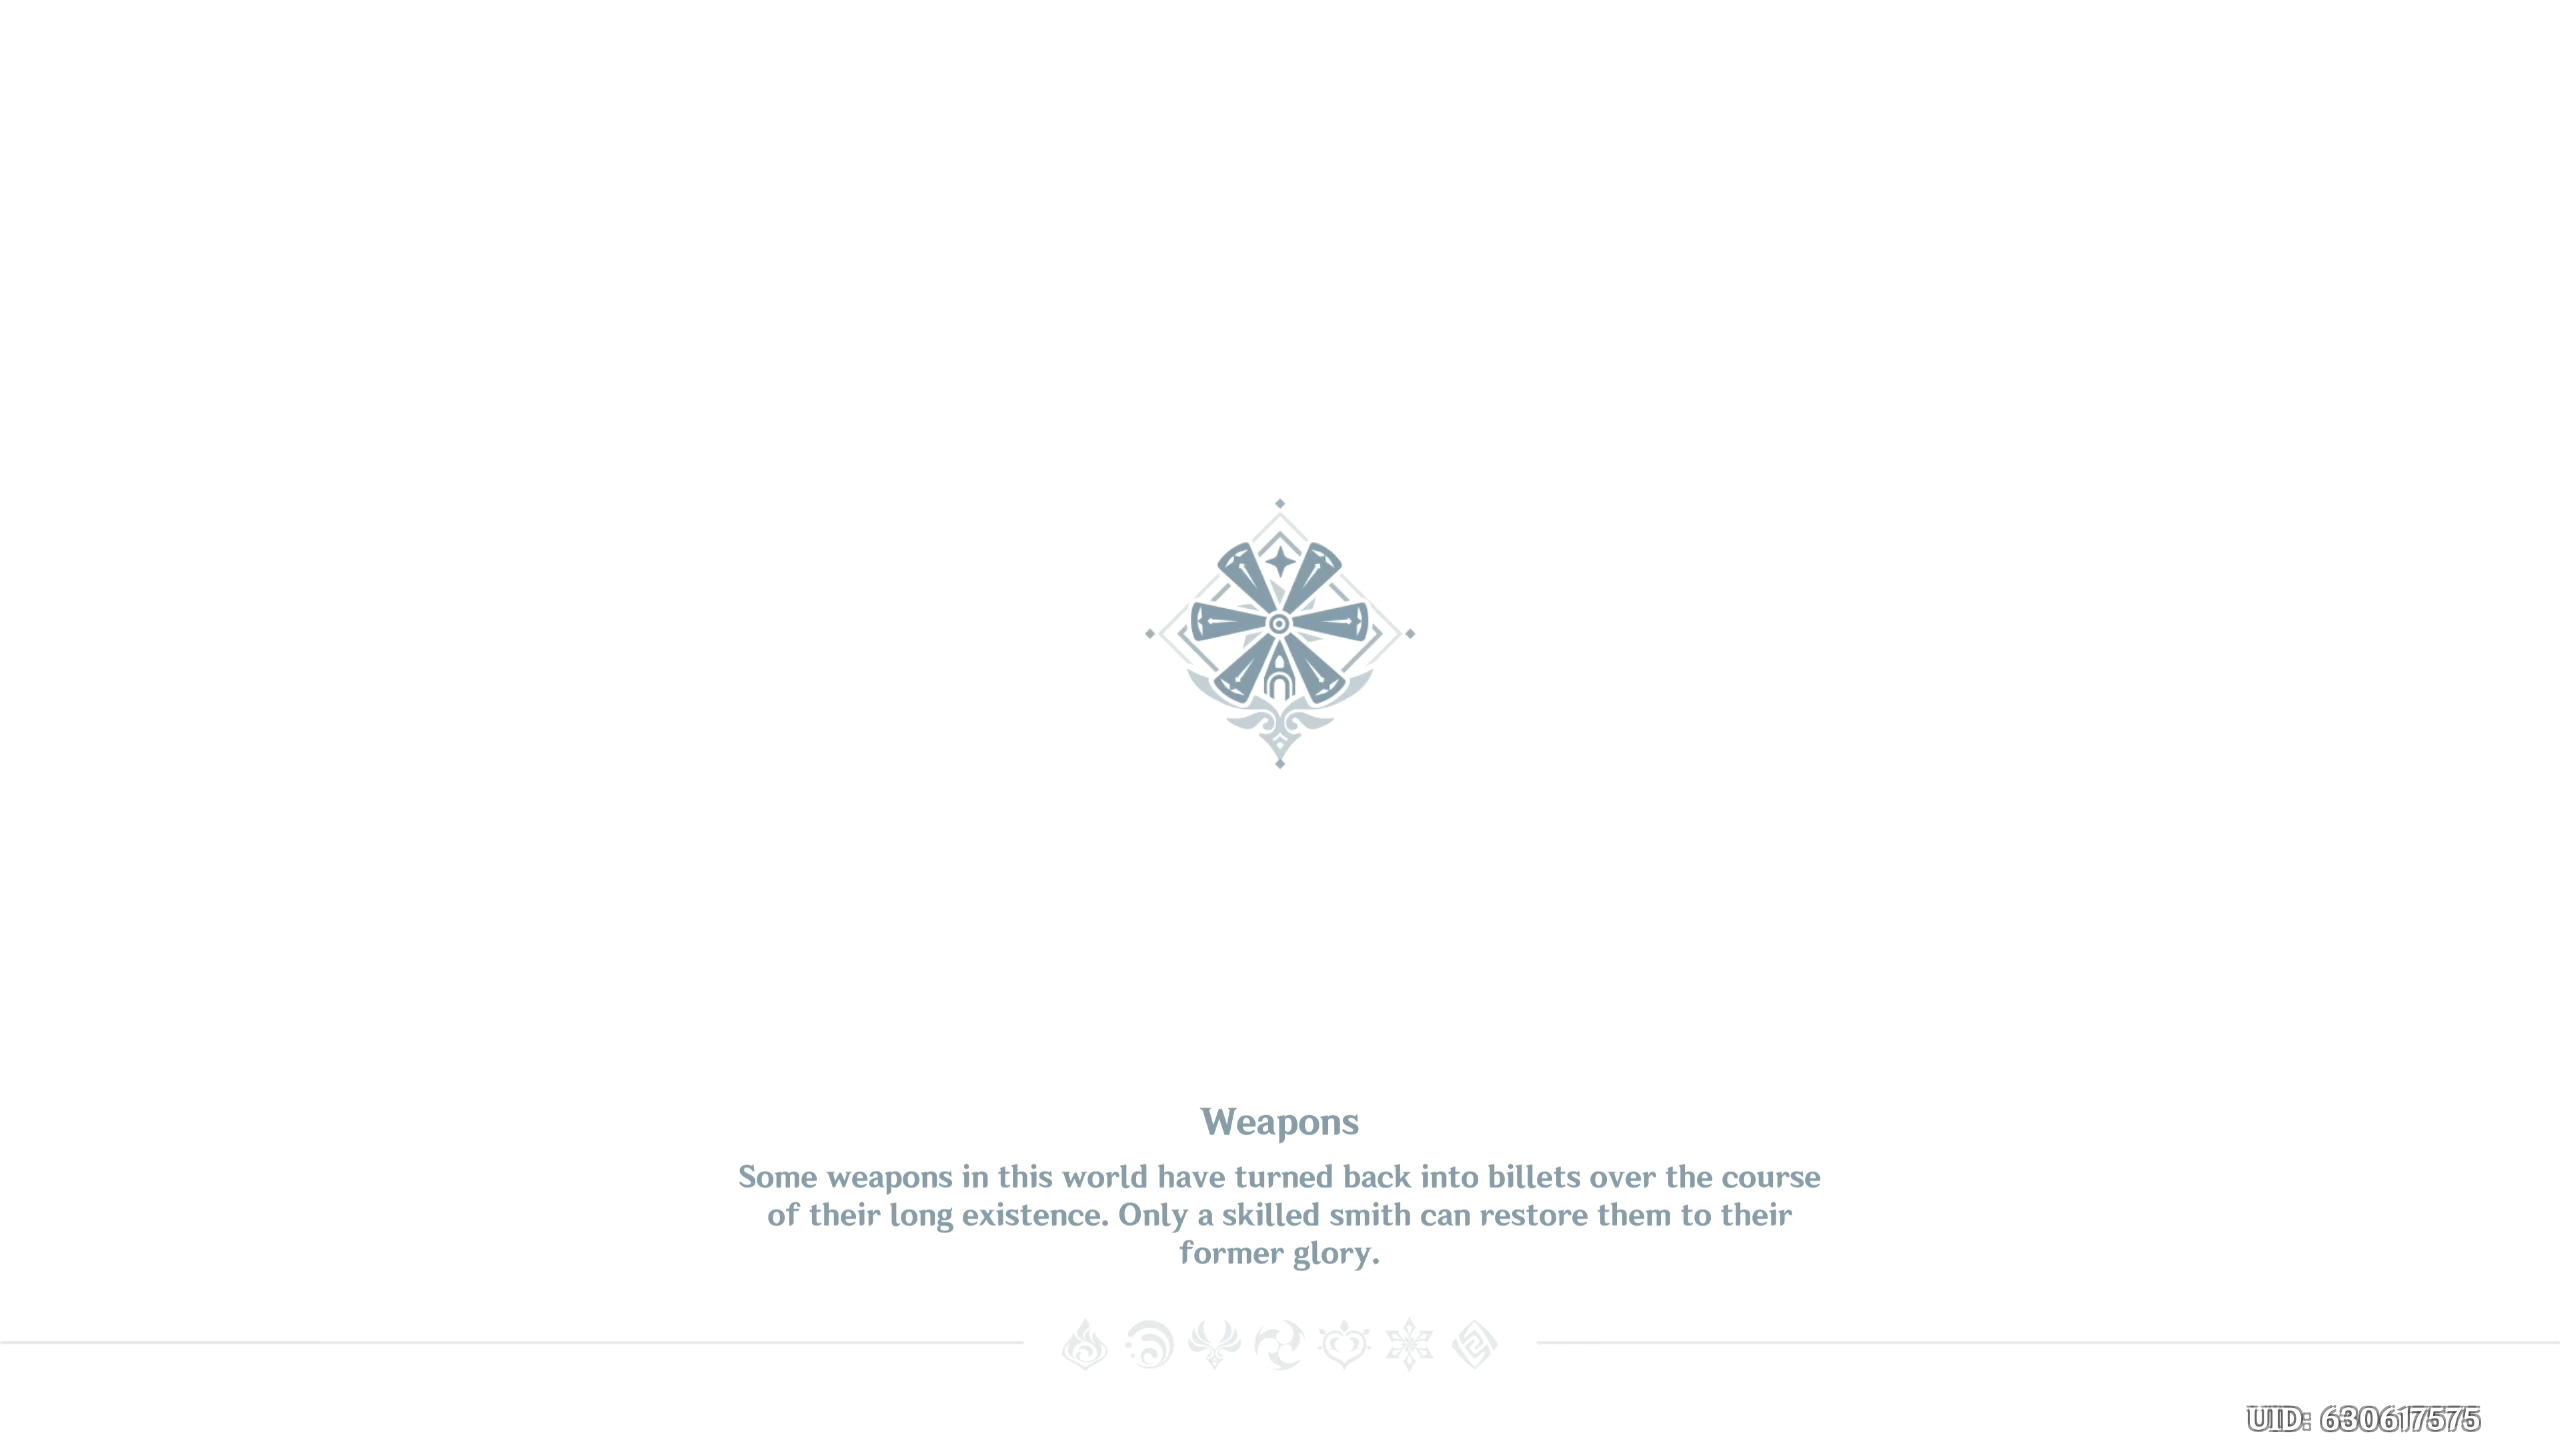 Weapons
Some weapons in this world have turned back into billets over the course
of their long existence. Only a skilled smith can restore them to their
former glory.
UID: 630617575